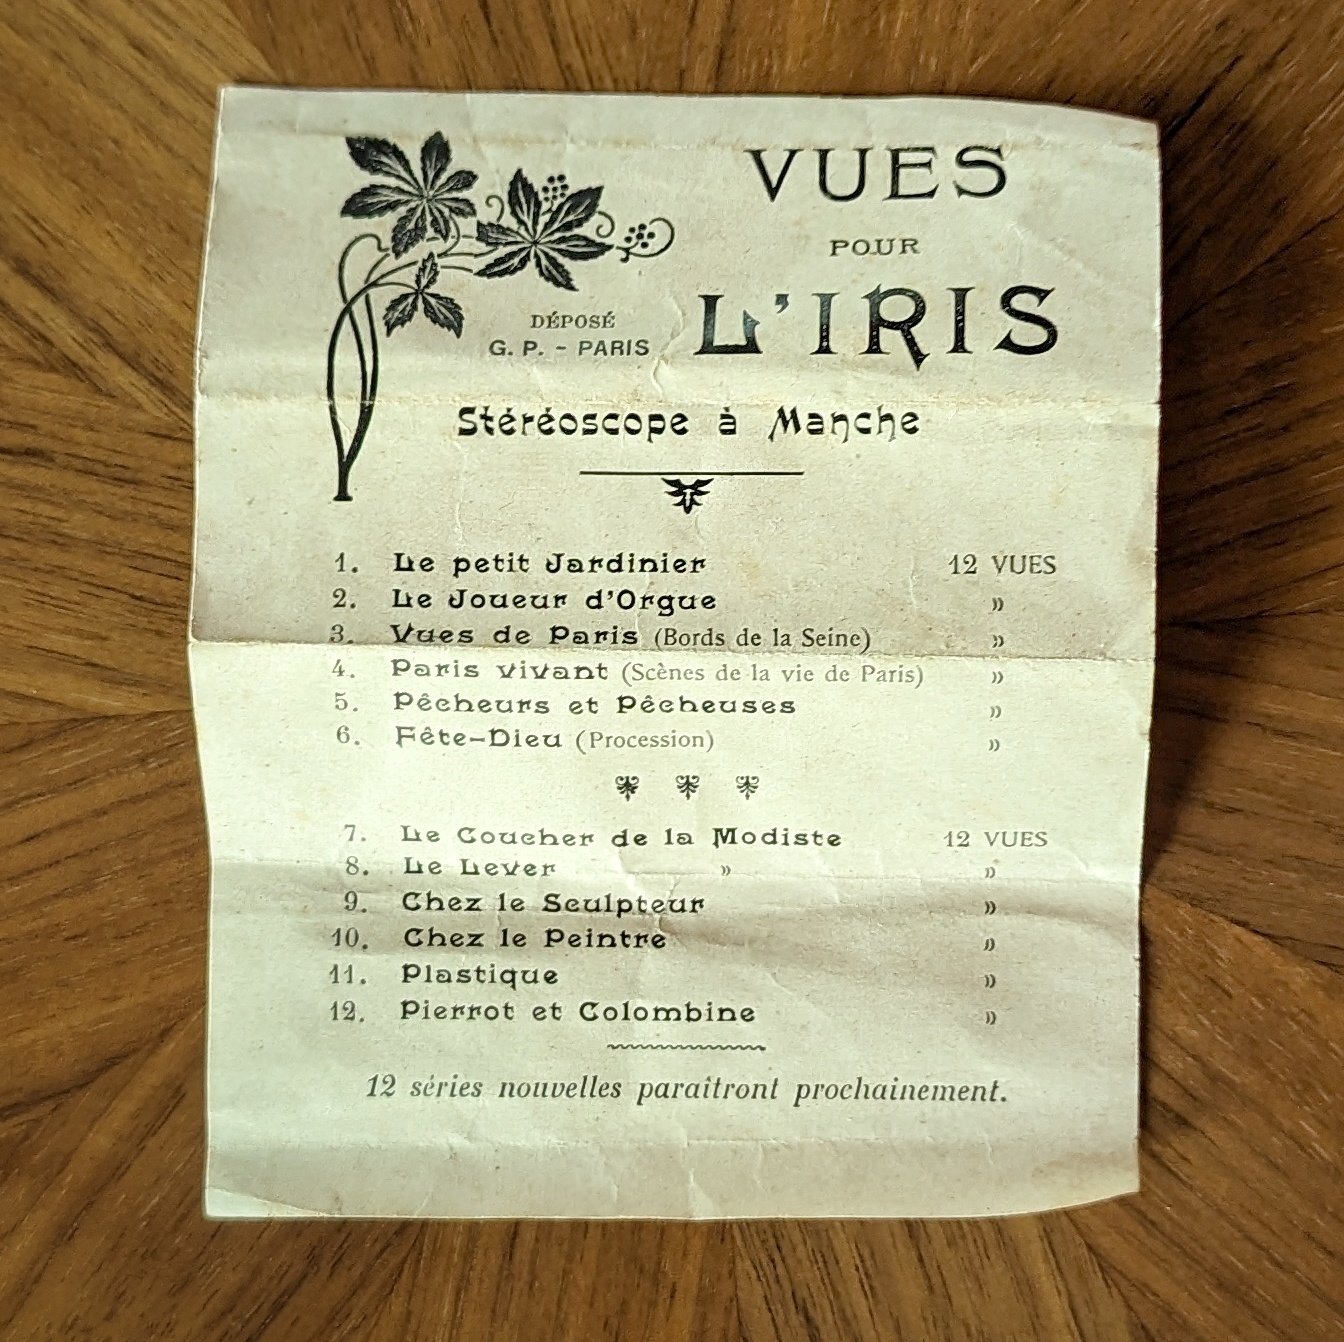 VUES
POUR
L'IRIS
DÉPOSÉ
G. P. - PARIS
Stéréoscope à Manche
1. Le petit Jardinier 12 VUES
2. Le Joueur d'Orgue »
3. Vues de Paris (Bords de la Seine) »
4. Paris vivant (Scènes de la vie de Paris) »
5. Pêcheurs et Pêcheuses »
6. Fête-Dieu (Procession) »
7. Le Coucher de la Modiste 12 VUES
8. Le Lever » »
9. Chez le Sculpteur »
10. Chez le Peintre »
11. Plastique »
12. Pierrot et Colombine »
12 séries nouvelles paraîtront prochainement.